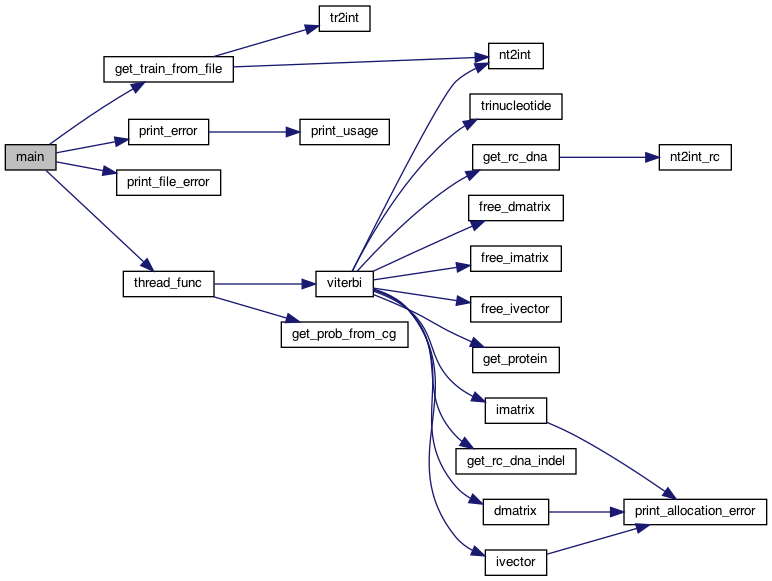 tr2int
get_train_from_file
nt2int
trinucleotide
print_error
print_usage
main
get_rc_dna
nt2int_rc
print_file_error
free_dmatrix
free_imatrix
thread_func
viterbi
free_ivector
get_prob_from_cg
get_protein
imatrix
get_rc_dna_indel
dmatrix
print_allocation_error
ivector